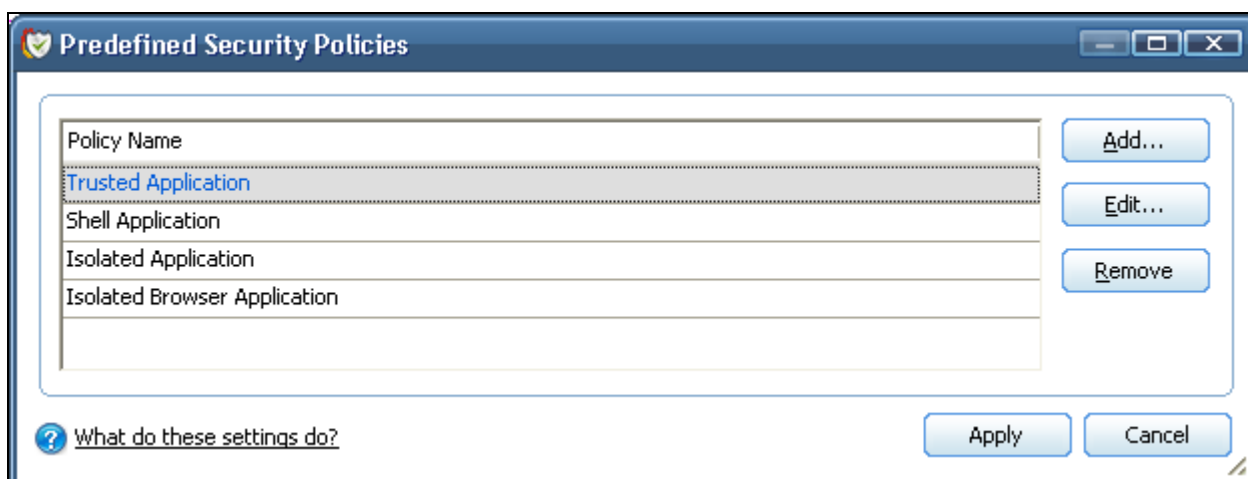 Predefined Security Policies
Policy Name
Add...
Trusted Application
Edit...
Shell Application
Isolated Application
Remove
Isolated Browser Application
What do these settings do?
Apply
Cancel